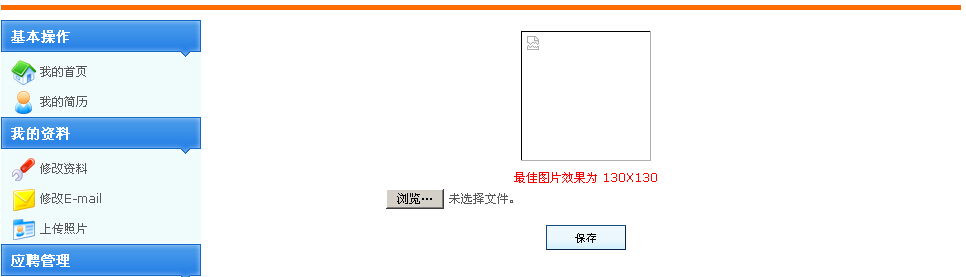 基本操作
我的首页
我的简历
我的资料
修改资料
修改E-mail
上传照片
应聘管理
最佳图片效果为 130X130
浏览… 未选择文件。
保存